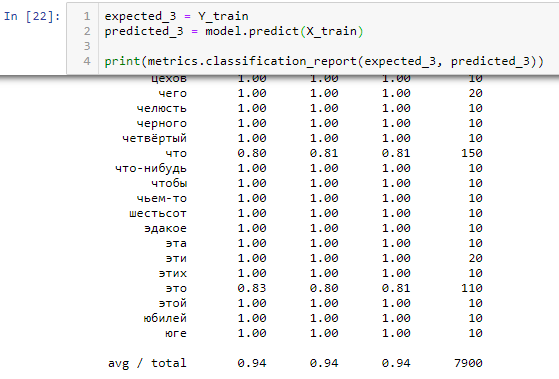 In [22]:
1 expected_3 = Y_train
2 predicted_3 = model.predict(X_train)
3
4 print(metrics.classification_report(expected_3, predicted_3))
цехов 1.00 1.00 1.00 10
чего 1.00 1.00 1.00 20
челюсть 1.00 1.00 1.00 10
черного 1.00 1.00 1.00 10
четвёртый 1.00 1.00 1.00 10
что 0.80 0.81 0.81 150
что-нибудь 1.00 1.00 1.00 10
чтобы 1.00 1.00 1.00 10
чьем-то 1.00 1.00 1.00 10
шестьсот 1.00 1.00 1.00 10
эдакое 1.00 1.00 1.00 10
эта 1.00 1.00 1.00 10
эти 1.00 1.00 1.00 20
этих 1.00 1.00 1.00 10
это 0.83 0.80 0.81 110
этой 1.00 1.00 1.00 10
юбилей 1.00 1.00 1.00 10
юге 1.00 1.00 1.00 10
avg / total 0.94 0.94 0.94 7900